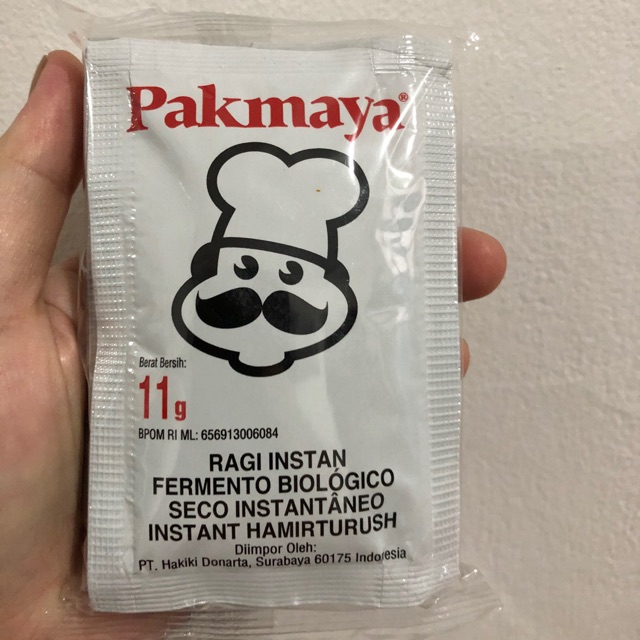 Pakmaya®
Berat Bersih:
11g
BPOM RI ML: 656913006084
RAGI INSTAN
FERMENTO BIOLÓGICO
SECO INSTANTÂNEO
INSTANT HAMIRTURUSH
Diimpor Oleh:
PT. Hakiki Donarta, Surabaya 60175 Indonesia